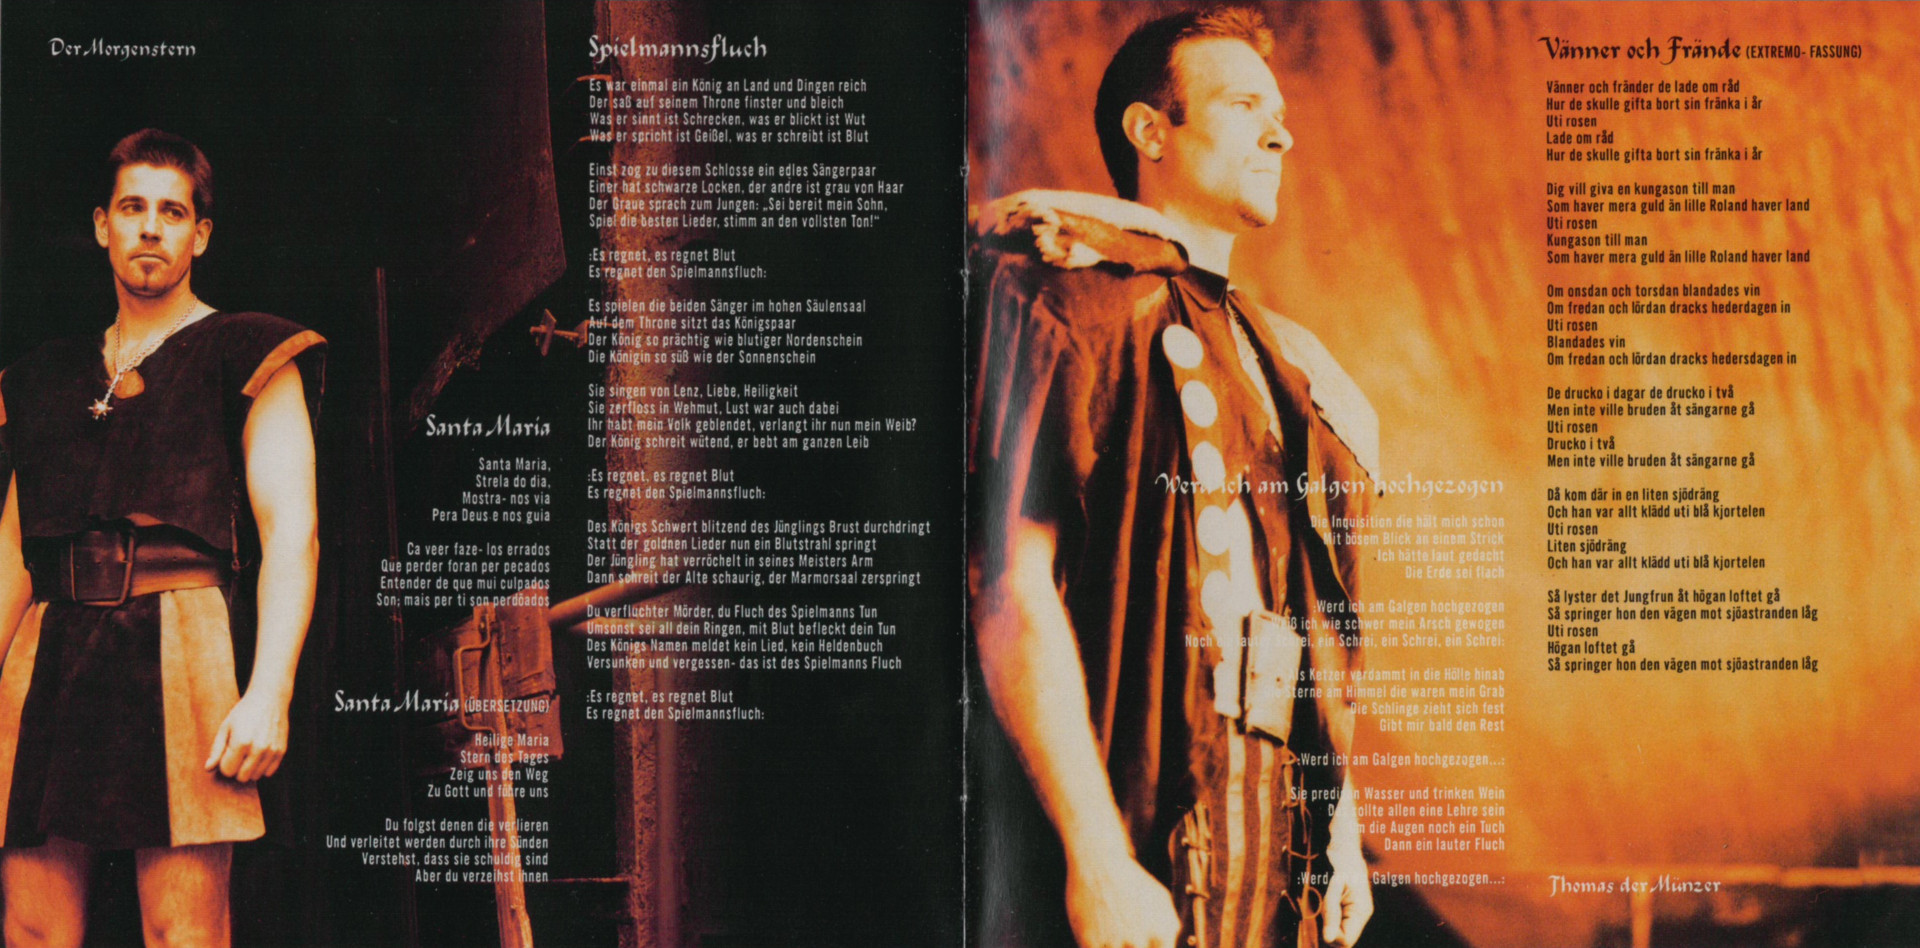 Der Morgenstern
Santa Maria
Santa Maria,
Strela do dia,
Mostra- nos via
Pera Deus e nos guia
Ca veer faze- los errados
Que perder foran per pecados
Entender de que mui culpados
Son; mais per ti son perdõados
Santa Maria (ÜBERSETZUNG)
Heilige Maria
Stern des Tages
Zeig uns den Weg
Zu Gott und führe uns
Du folgst denen die verlieren
Und verleitet werden durch ihre Sünden
Verstehst, dass sie schuldig sind
Aber du verzeihst ihnen
Spielmannsfluch
Es war einmal ein König an Land und Dingen reich
Der saß auf seinem Throne finster und bleich
Was er sinnt ist Schrecken, was er blickt ist Wut
Was er spricht ist Geißel, was er schreibt ist Blut
Einst zog zu diesem Schlosse ein edles Sängerpaar
Einer hat schwarze Locken, der andre ist grau von Haar
Der Graue sprach zum Jungen: „Sei bereit mein Sohn,
Spiel die besten Lieder, stimm an den vollsten Ton!“
:Es regnet, es regnet Blut
Es regnet den Spielmannsfluch:
Es spielen die beiden Sänger im hohen Säulensaal
Auf dem Throne sitzt das Königspaar
Der König so prächtig wie blutiger Nordenschein
Die Königin so süß wie der Sonnenschein
Sie singen von Lenz, Liebe, Heiligkeit
Sie zerfloss in Wehmut, Lust war auch dabei
Ihr habt mein Volk geblendet, verlangt ihr nun mein Weib?
Der König schreit wütend, er bebt am ganzen Leib
:Es regnet, es regnet Blut
Es regnet den Spielmannsfluch:
Des Königs Schwert blitzend des Jünglings Brust durchdringt
Statt der goldnen Lieder nun ein Blutstrahl springt
Der Jüngling hat verröchelt in seines Meisters Arm
Dann schreit der Alte schaurig, der Marmorsaal zerspringt
Du verfluchter Mörder, du Fluch des Spielmanns Tun
Umsonst sei all dein Ringen, mit Blut befleckt dein Tun
Des Königs Namen meldet kein Lied, kein Heldenbuch
Versunken und vergessen- das ist des Spielmanns Fluch
:Es regnet, es regnet Blut
Es regnet den Spielmannsfluch:
Werd ich am Galgen hochgezogen
Die Inquisition die hält mich schon
Mit bösem Blick an einem Strick
Ich hätte laut gedacht
Die Erde sei flach
:Werd ich am Galgen hochgezogen
Weiß ich wie schwer mein Arsch gewogen
Noch ein lauter Schrei, ein Schrei, ein Schrei, ein Schrei:
Als Ketzer verdammt in die Hölle hinab
Die Sterne am Himmel die waren mein Grab
Die Schlinge zieht sich fest
Gibt mir bald den Rest
:Werd ich am Galgen hochgezogen...:
Sie predigen Wasser und trinken Wein
Das sollte allen eine Lehre sein
Um die Augen noch ein Tuch
Dann ein lauter Fluch
:Werd ich am Galgen hochgezogen...:
Vänner och Frände (EXTREMO- FASSUNG)
Vänner och fränder de lade om råd
Hur de skulle gifta bort sin fränka i år
Uti rosen
Lade om råd
Hur de skulle gifta bort sin fränka i år
Dig vill giva en kungason till man
Som haver mera guld än lille Roland haver land
Uti rosen
Kungason till man
Som haver mera guld än lille Roland haver land
Om onsdan och torsdan blandades vin
Om fredan och lördan dracks hederdagen in
Uti rosen
Blandades vin
Om fredan och lördan dracks hedersdagen in
De drucko i dagar de drucko i två
Men inte ville bruden åt sängarne gå
Uti rosen
Drucko i två
Men inte ville bruden åt sängarne gå
Då kom där in en liten sjödräng
Och han var allt klädd uti blå kjortelen
Uti rosen
Liten sjödräng
Och han var allt klädd uti blå kjortelen
Så lyster det Jungfrun åt högan loftet gå
Så springer hon den vägen mot sjöastranden låg
Uti rosen
Högan loftet gå
Så springer hon den vägen mot sjöastranden låg
Thomas der Münzer